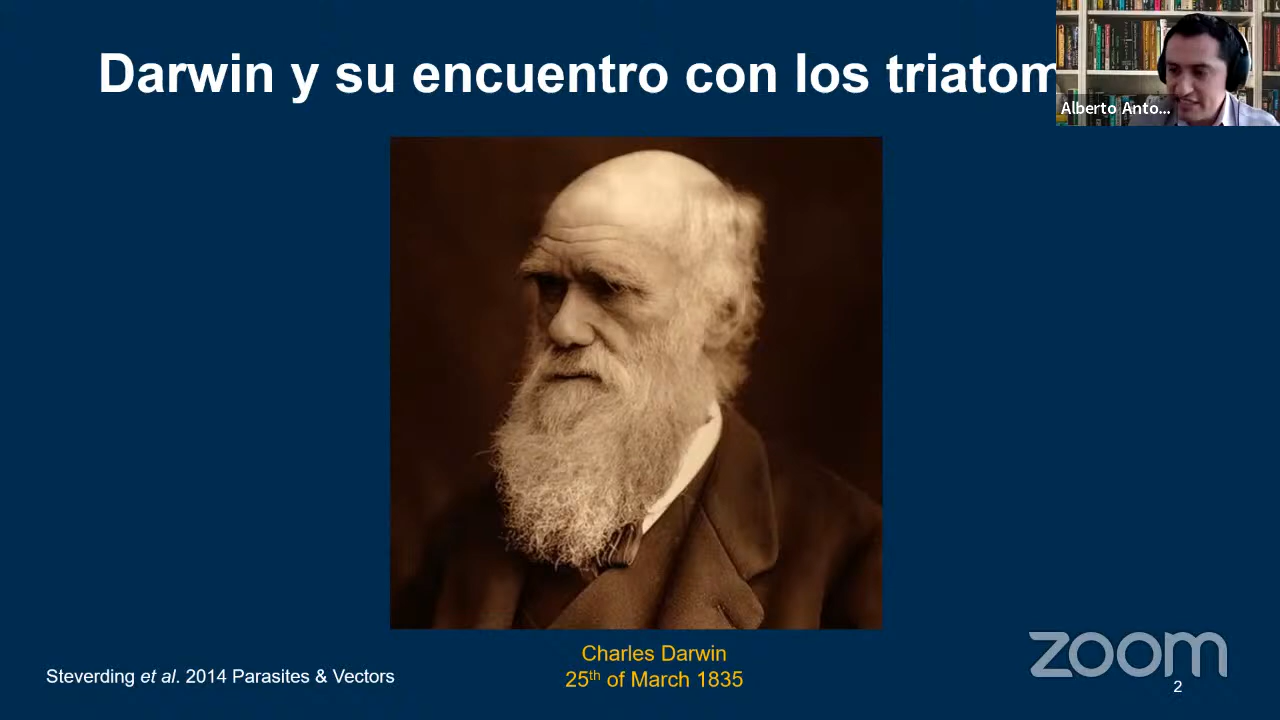 Darwin y su encuentro con los triatom
Alberto Anto...
Charles Darwin
25th of March 1835
Steverding et al. 2014 Parasites & Vectors
zoom
2